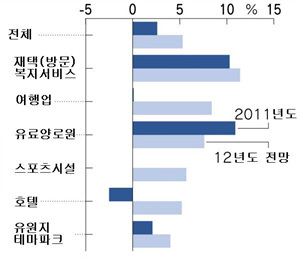 -5 0 5 10 % 15
전체
재택(방문)
복지서비스
여행업
유료양로원
2011년도
12년도 전망
스포츠시설
호텔
유원지
테마파크